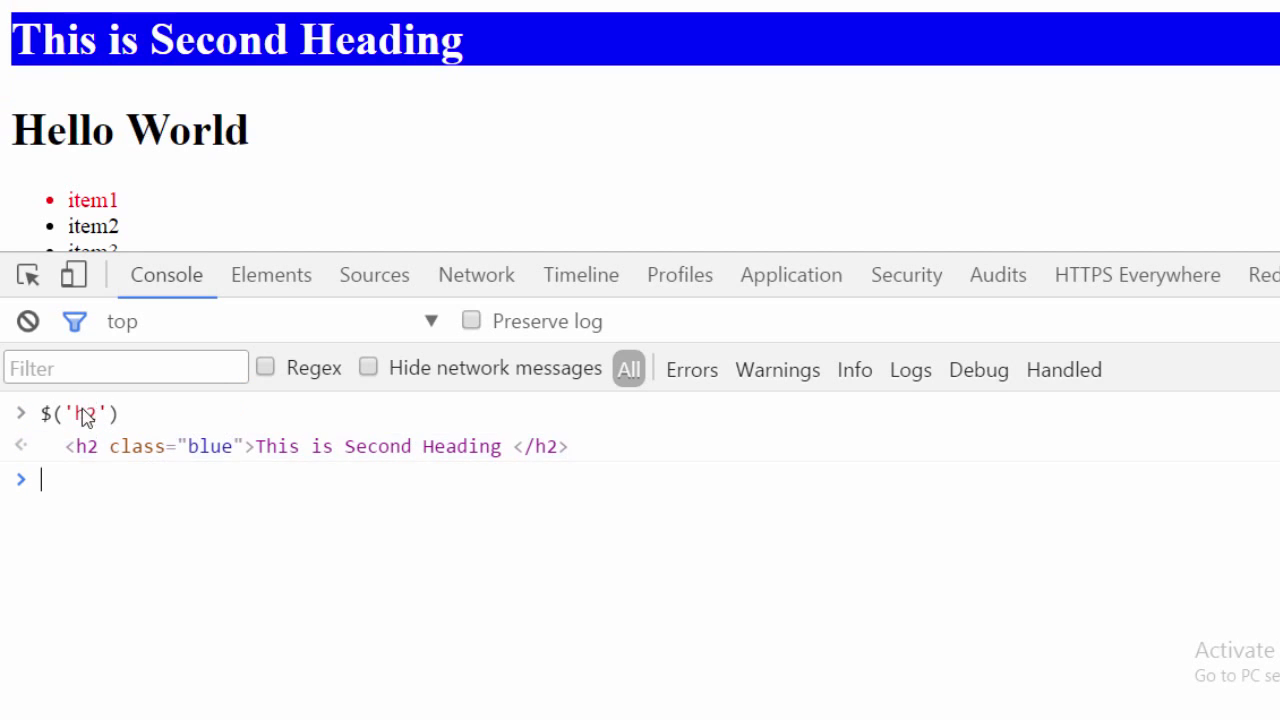 This is Second Heading
Hello World
• item1
• item2
• item3
Console Elements Sources Network Timeline Profiles Application Security Audits HTTPS Everywhere Red
top ▼ Preserve log
Filter Regex Hide network messages All Errors Warnings Info Logs Debug Handled
> $('h2')
<h2 class="blue">This is Second Heading </h2>
>
Activate
Go to PC se